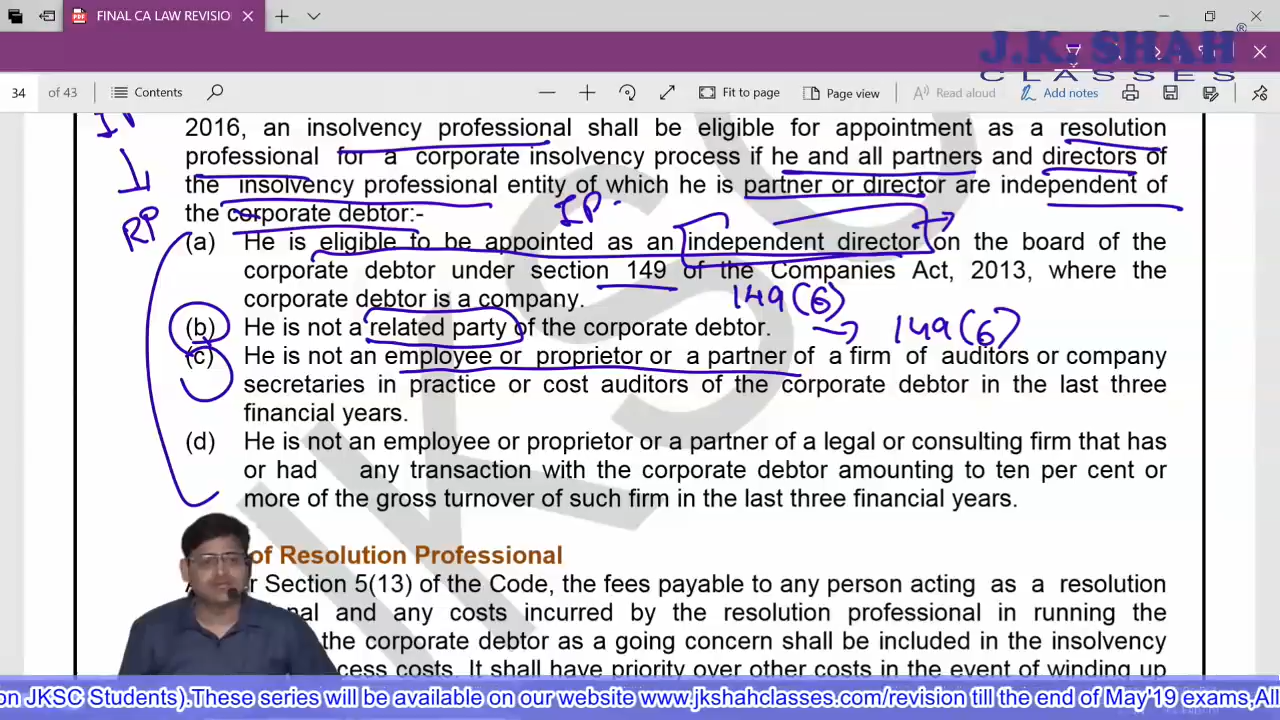 FINAL CA LAW REVISIO
J.K. SHAH ®
CLASSES
34 of 43 Contents Fit to page Page view Read aloud Add notes
IP
2016, an insolvency professional shall be eligible for appointment as a resolution
professional for a corporate insolvency process if he and all partners and directors of
the insolvency professional entity of which he is partner or director are independent of
the corporate debtor:-
IP
RP
(a) He is eligible to be appointed as an independent director on the board of the
corporate debtor under section 149 of the Companies Act, 2013, where the
corporate debtor is a company.
149(6)
(b) He is not a related party of the corporate debtor.
149(6)
(c) He is not an employee or proprietor or a partner of a firm of auditors or company
secretaries in practice or cost auditors of the corporate debtor in the last three
financial years.
(d) He is not an employee or proprietor or a partner of a legal or consulting firm that has
or had any transaction with the corporate debtor amounting to ten per cent or
more of the gross turnover of such firm in the last three financial years.
of Resolution Professional
Section 5(13) of the Code, the fees payable to any person acting as a resolution
and any costs incurred by the resolution professional in running the
the corporate debtor as a going concern shall be included in the insolvency
costs. It shall have priority over other costs in the event of winding up
on JKSC Students).These series will be available on our website www.jkshahclasses.com/revision till the end of May'19 exams,All